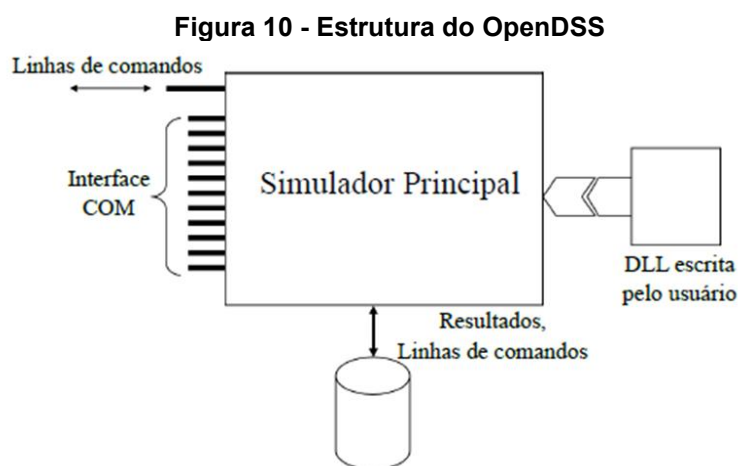 Figura 10 - Estrutura do OpenDSS
Linhas de comandos
Interface
COM
Simulador Principal
DLL escrita
pelo usuário
Resultados,
Linhas de comandos